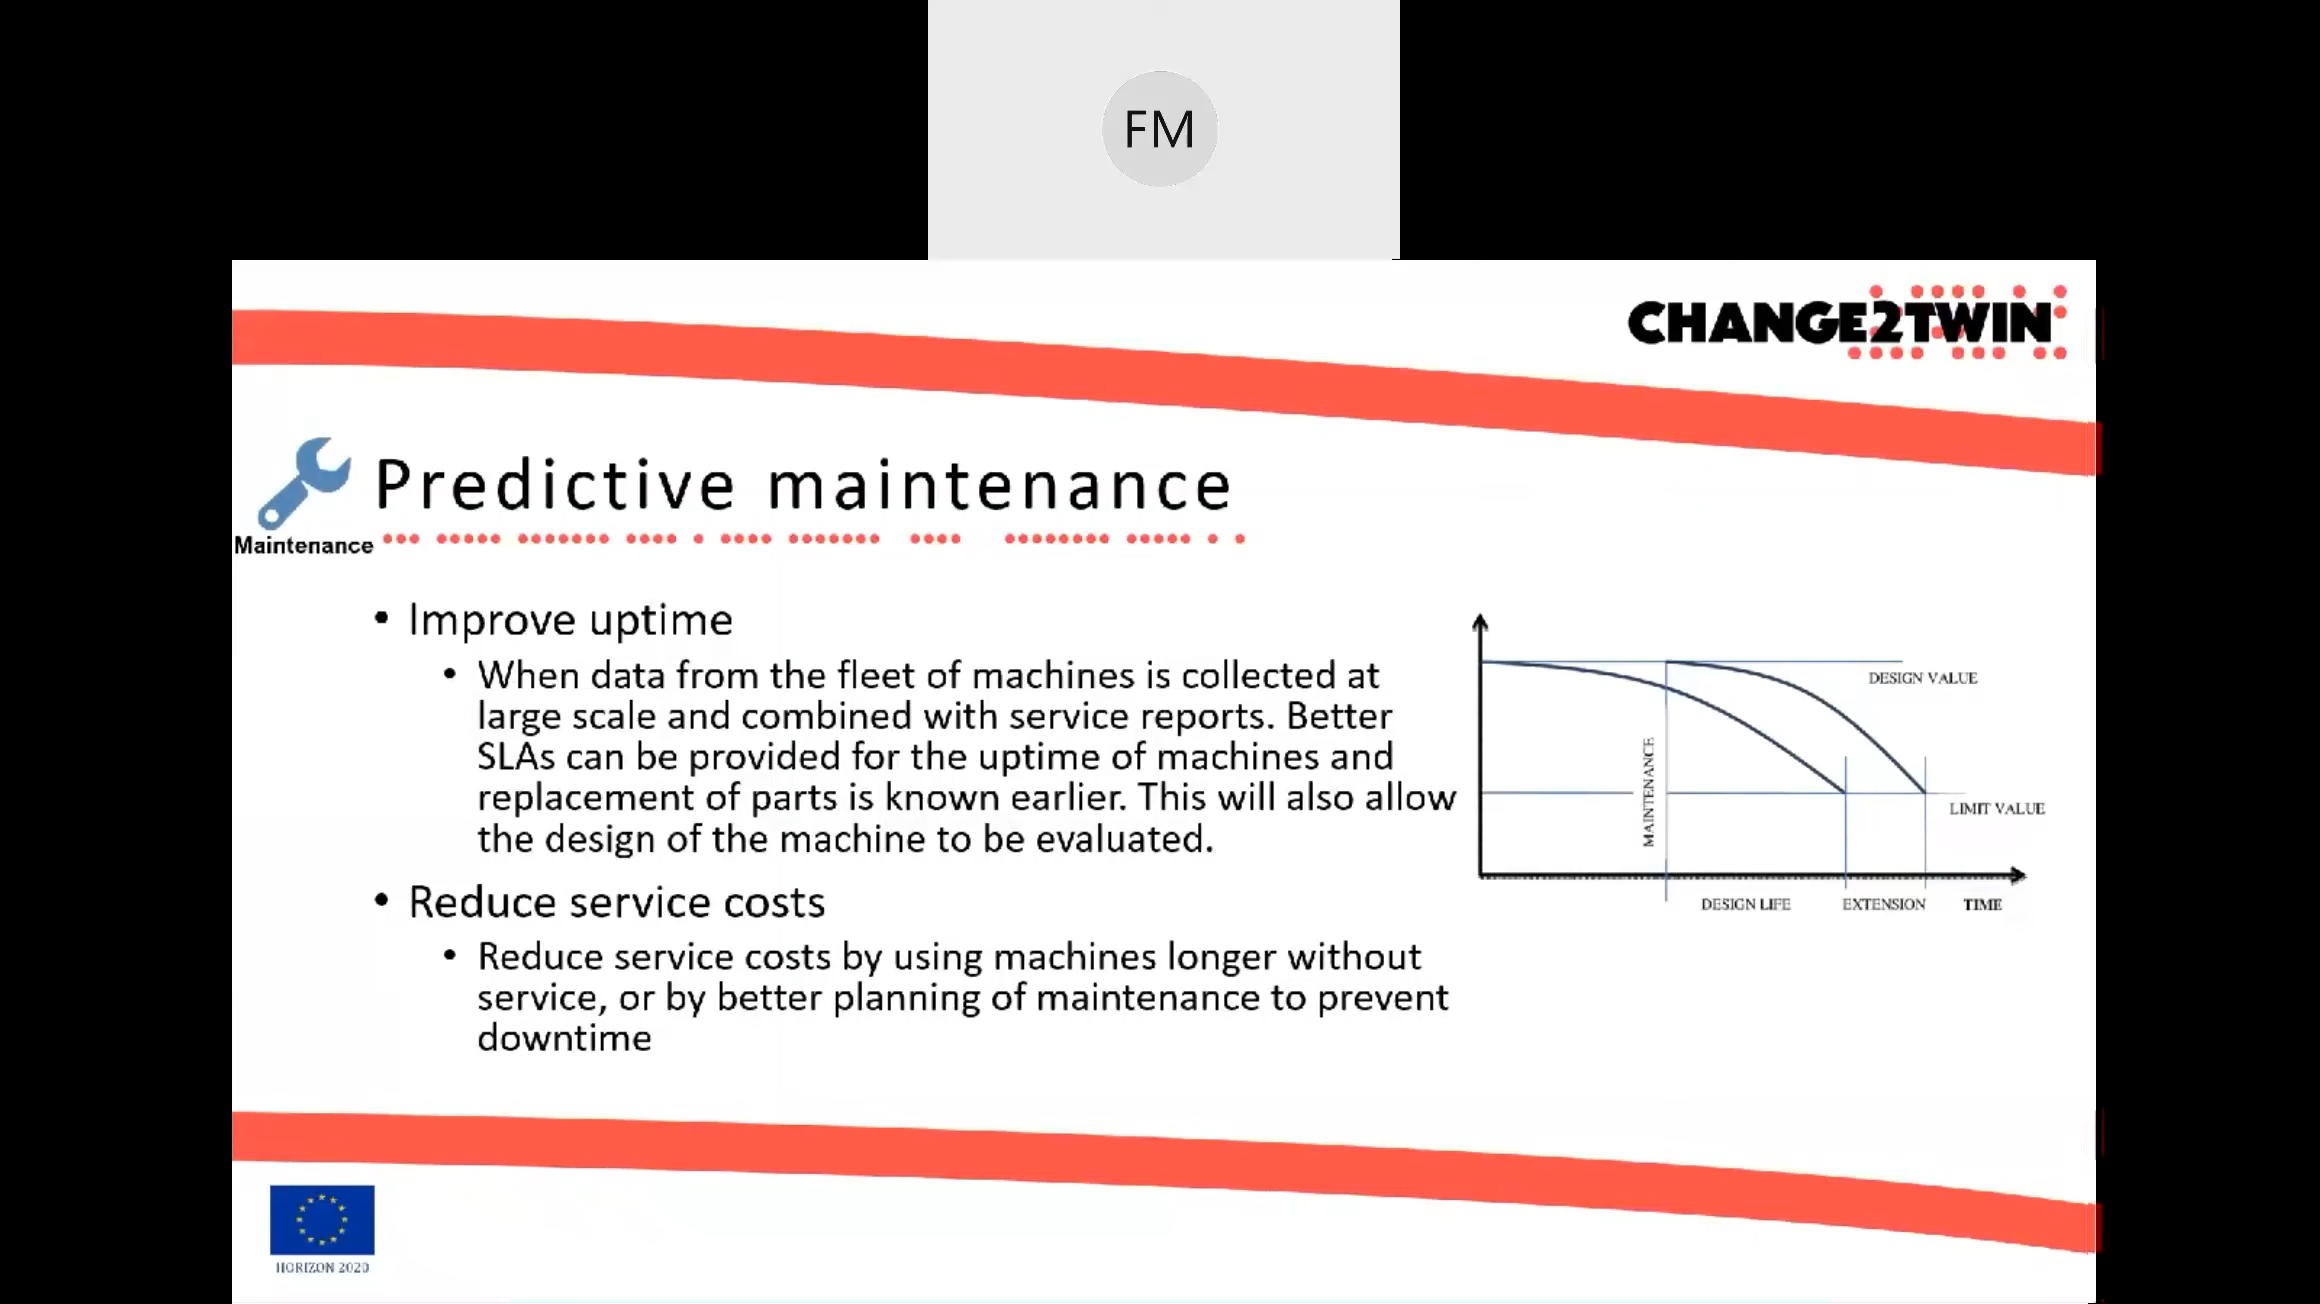 FM
CHANGE2TWIN
Predictive maintenance
Maintenance
• Improve uptime
• When data from the fleet of machines is collected at
large scale and combined with service reports. Better
SLAs can be provided for the uptime of machines and
replacement of parts is known earlier. This will also allow
the design of the machine to be evaluated.
• Reduce service costs
• Reduce service costs by using machines longer without
service, or by better planning of maintenance to prevent
downtime
DESIGN VALUE
MAINTENANCE
LIMIT VALUE
DESIGN LIFE EXTENSION TIME
HORIZON 2020